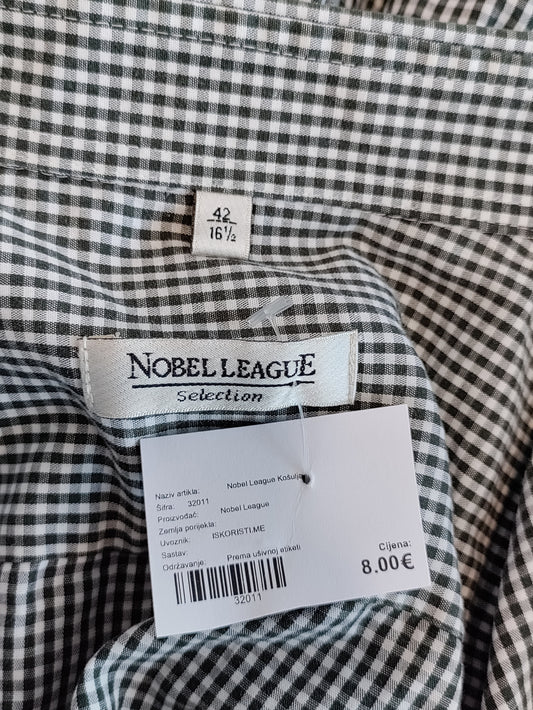 42
16½
NOBEL LEAGUE
Selection
Naziv artikla: Nobel League Košulja
Šifra: 32011
Proizvođač: Nobel League
Zemlja porijekla:
Uvoznik: ISKORISTI.ME
Sastav:
Održavanje: Prema ušivnoj etiketi
Cijena:
8.00€
32011